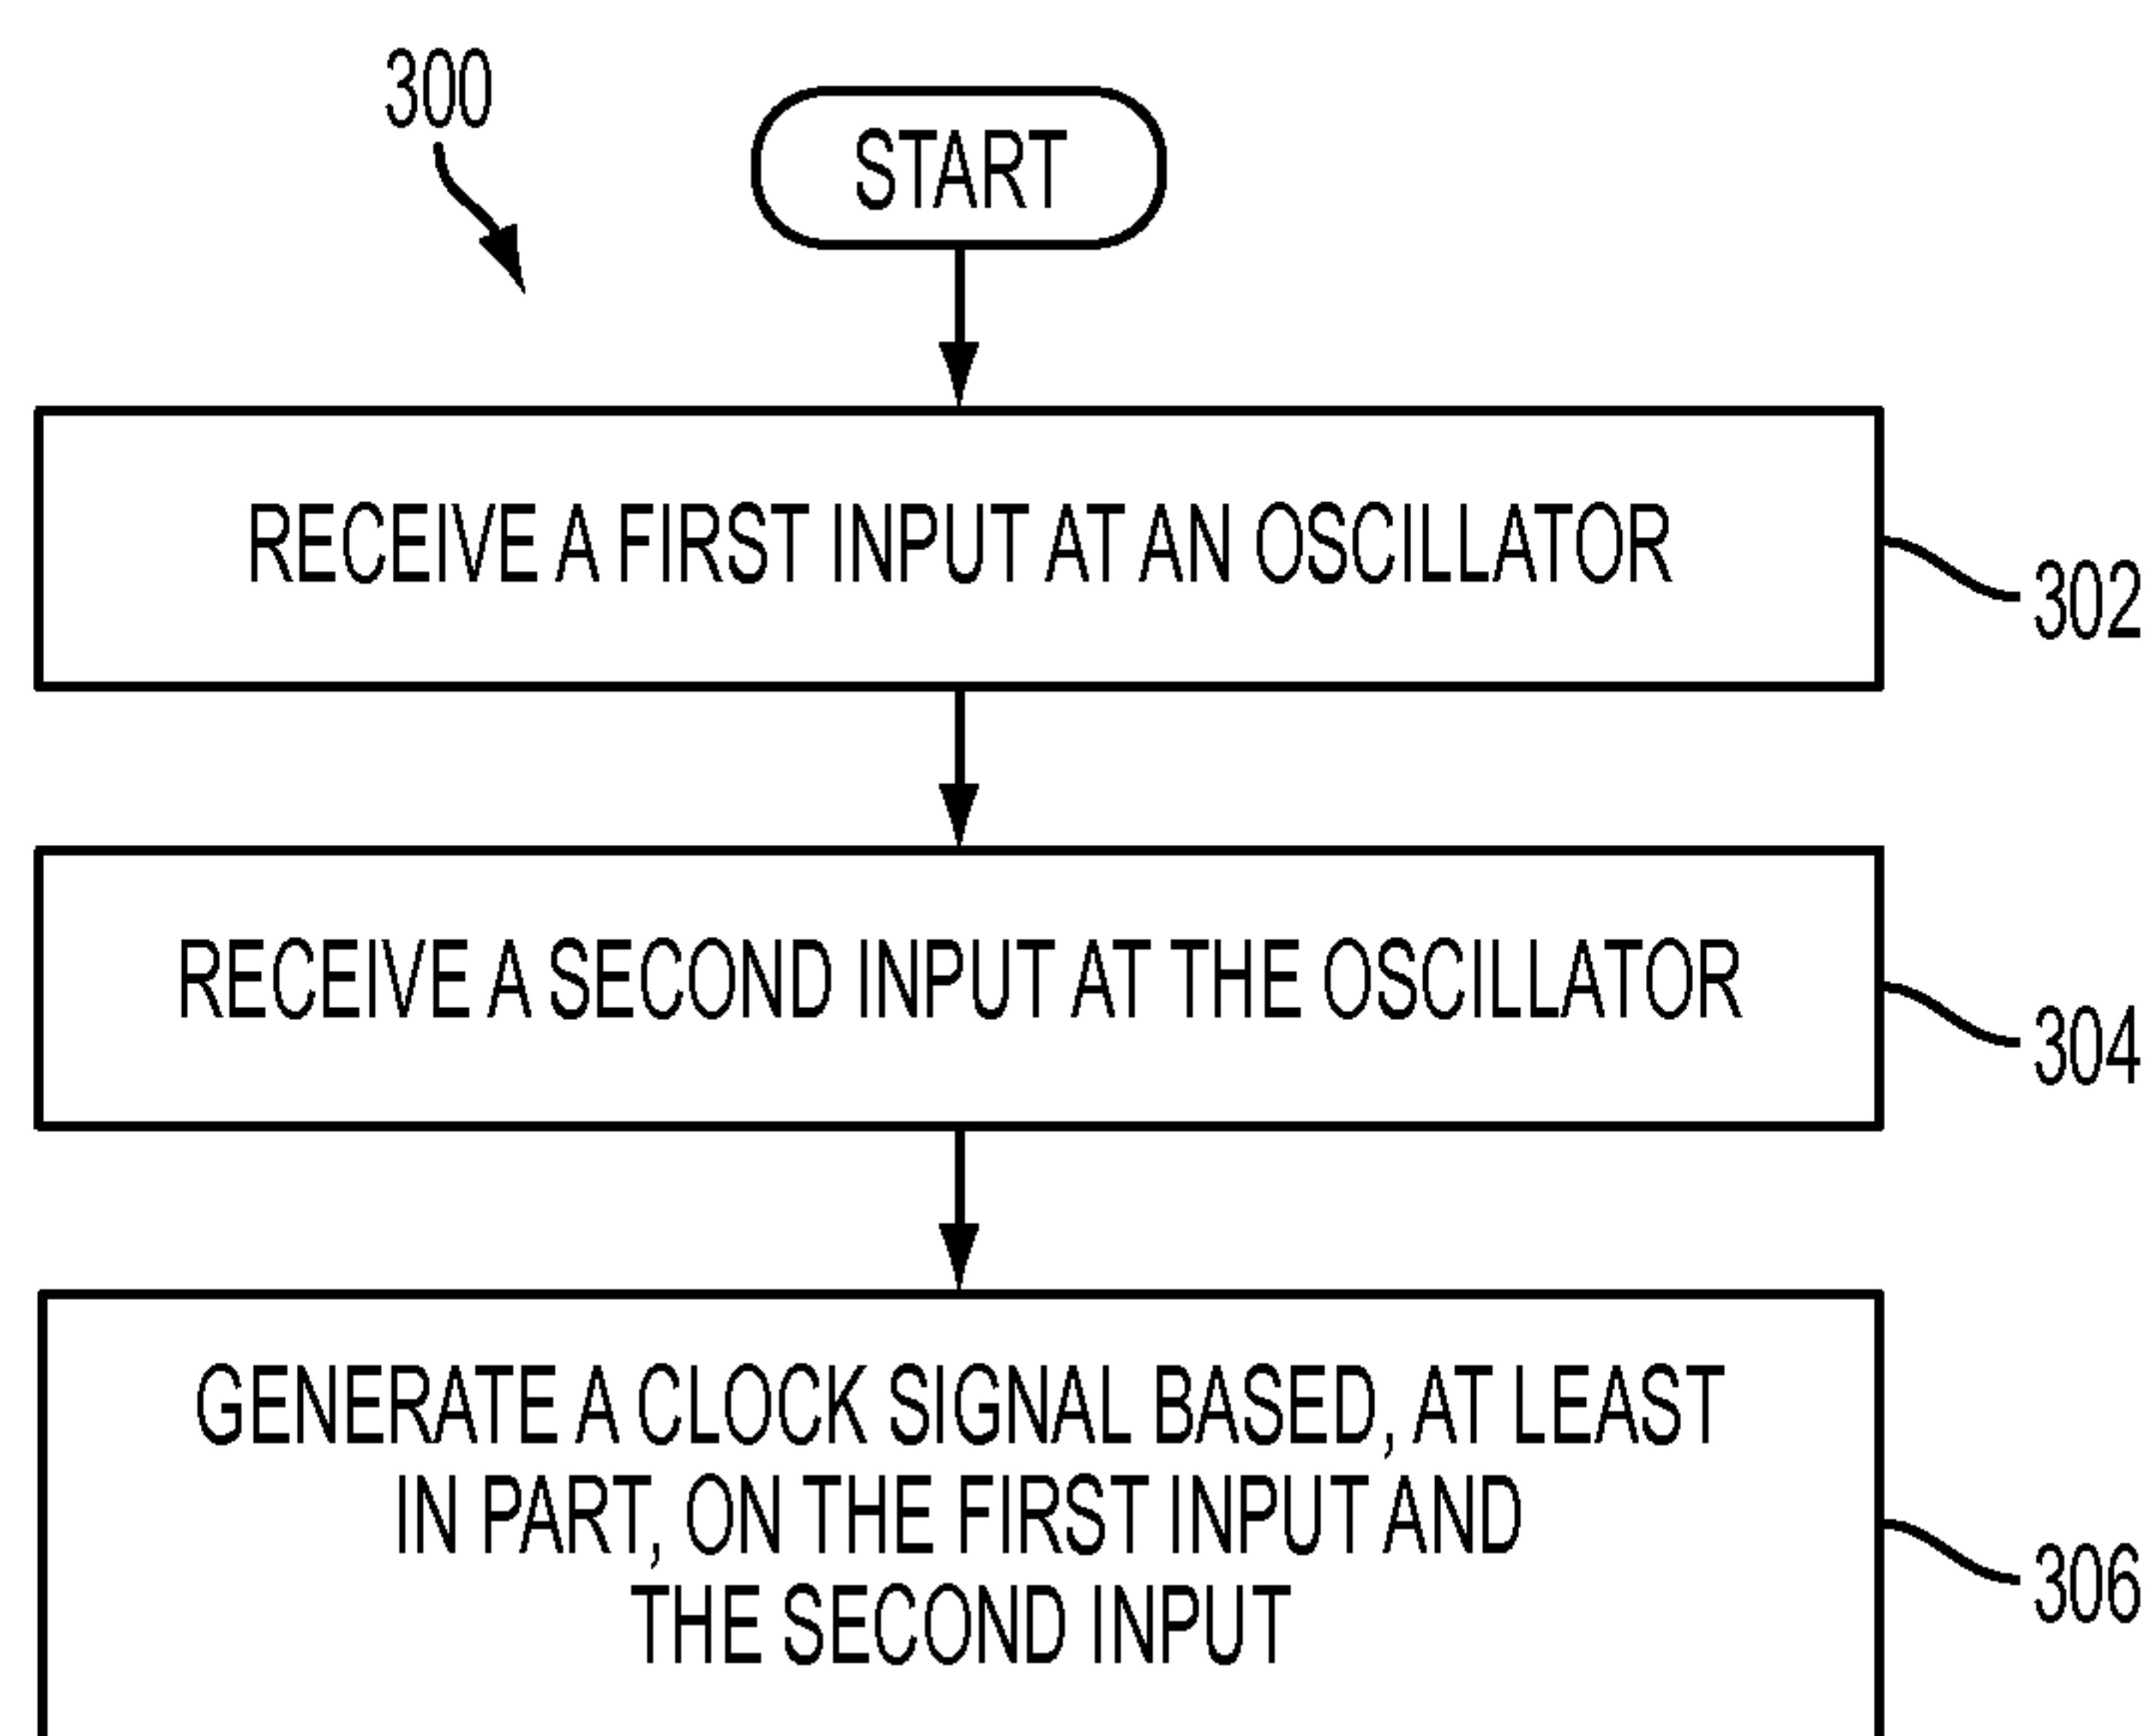 300
START
RECEIVE A FIRST INPUT AT AN OSCILLATOR
302
RECEIVE A SECOND INPUT AT THE OSCILLATOR
304
GENERATE A CLOCK SIGNAL BASED, AT LEAST
IN PART, ON THE FIRST INPUT AND
THE SECOND INPUT
306